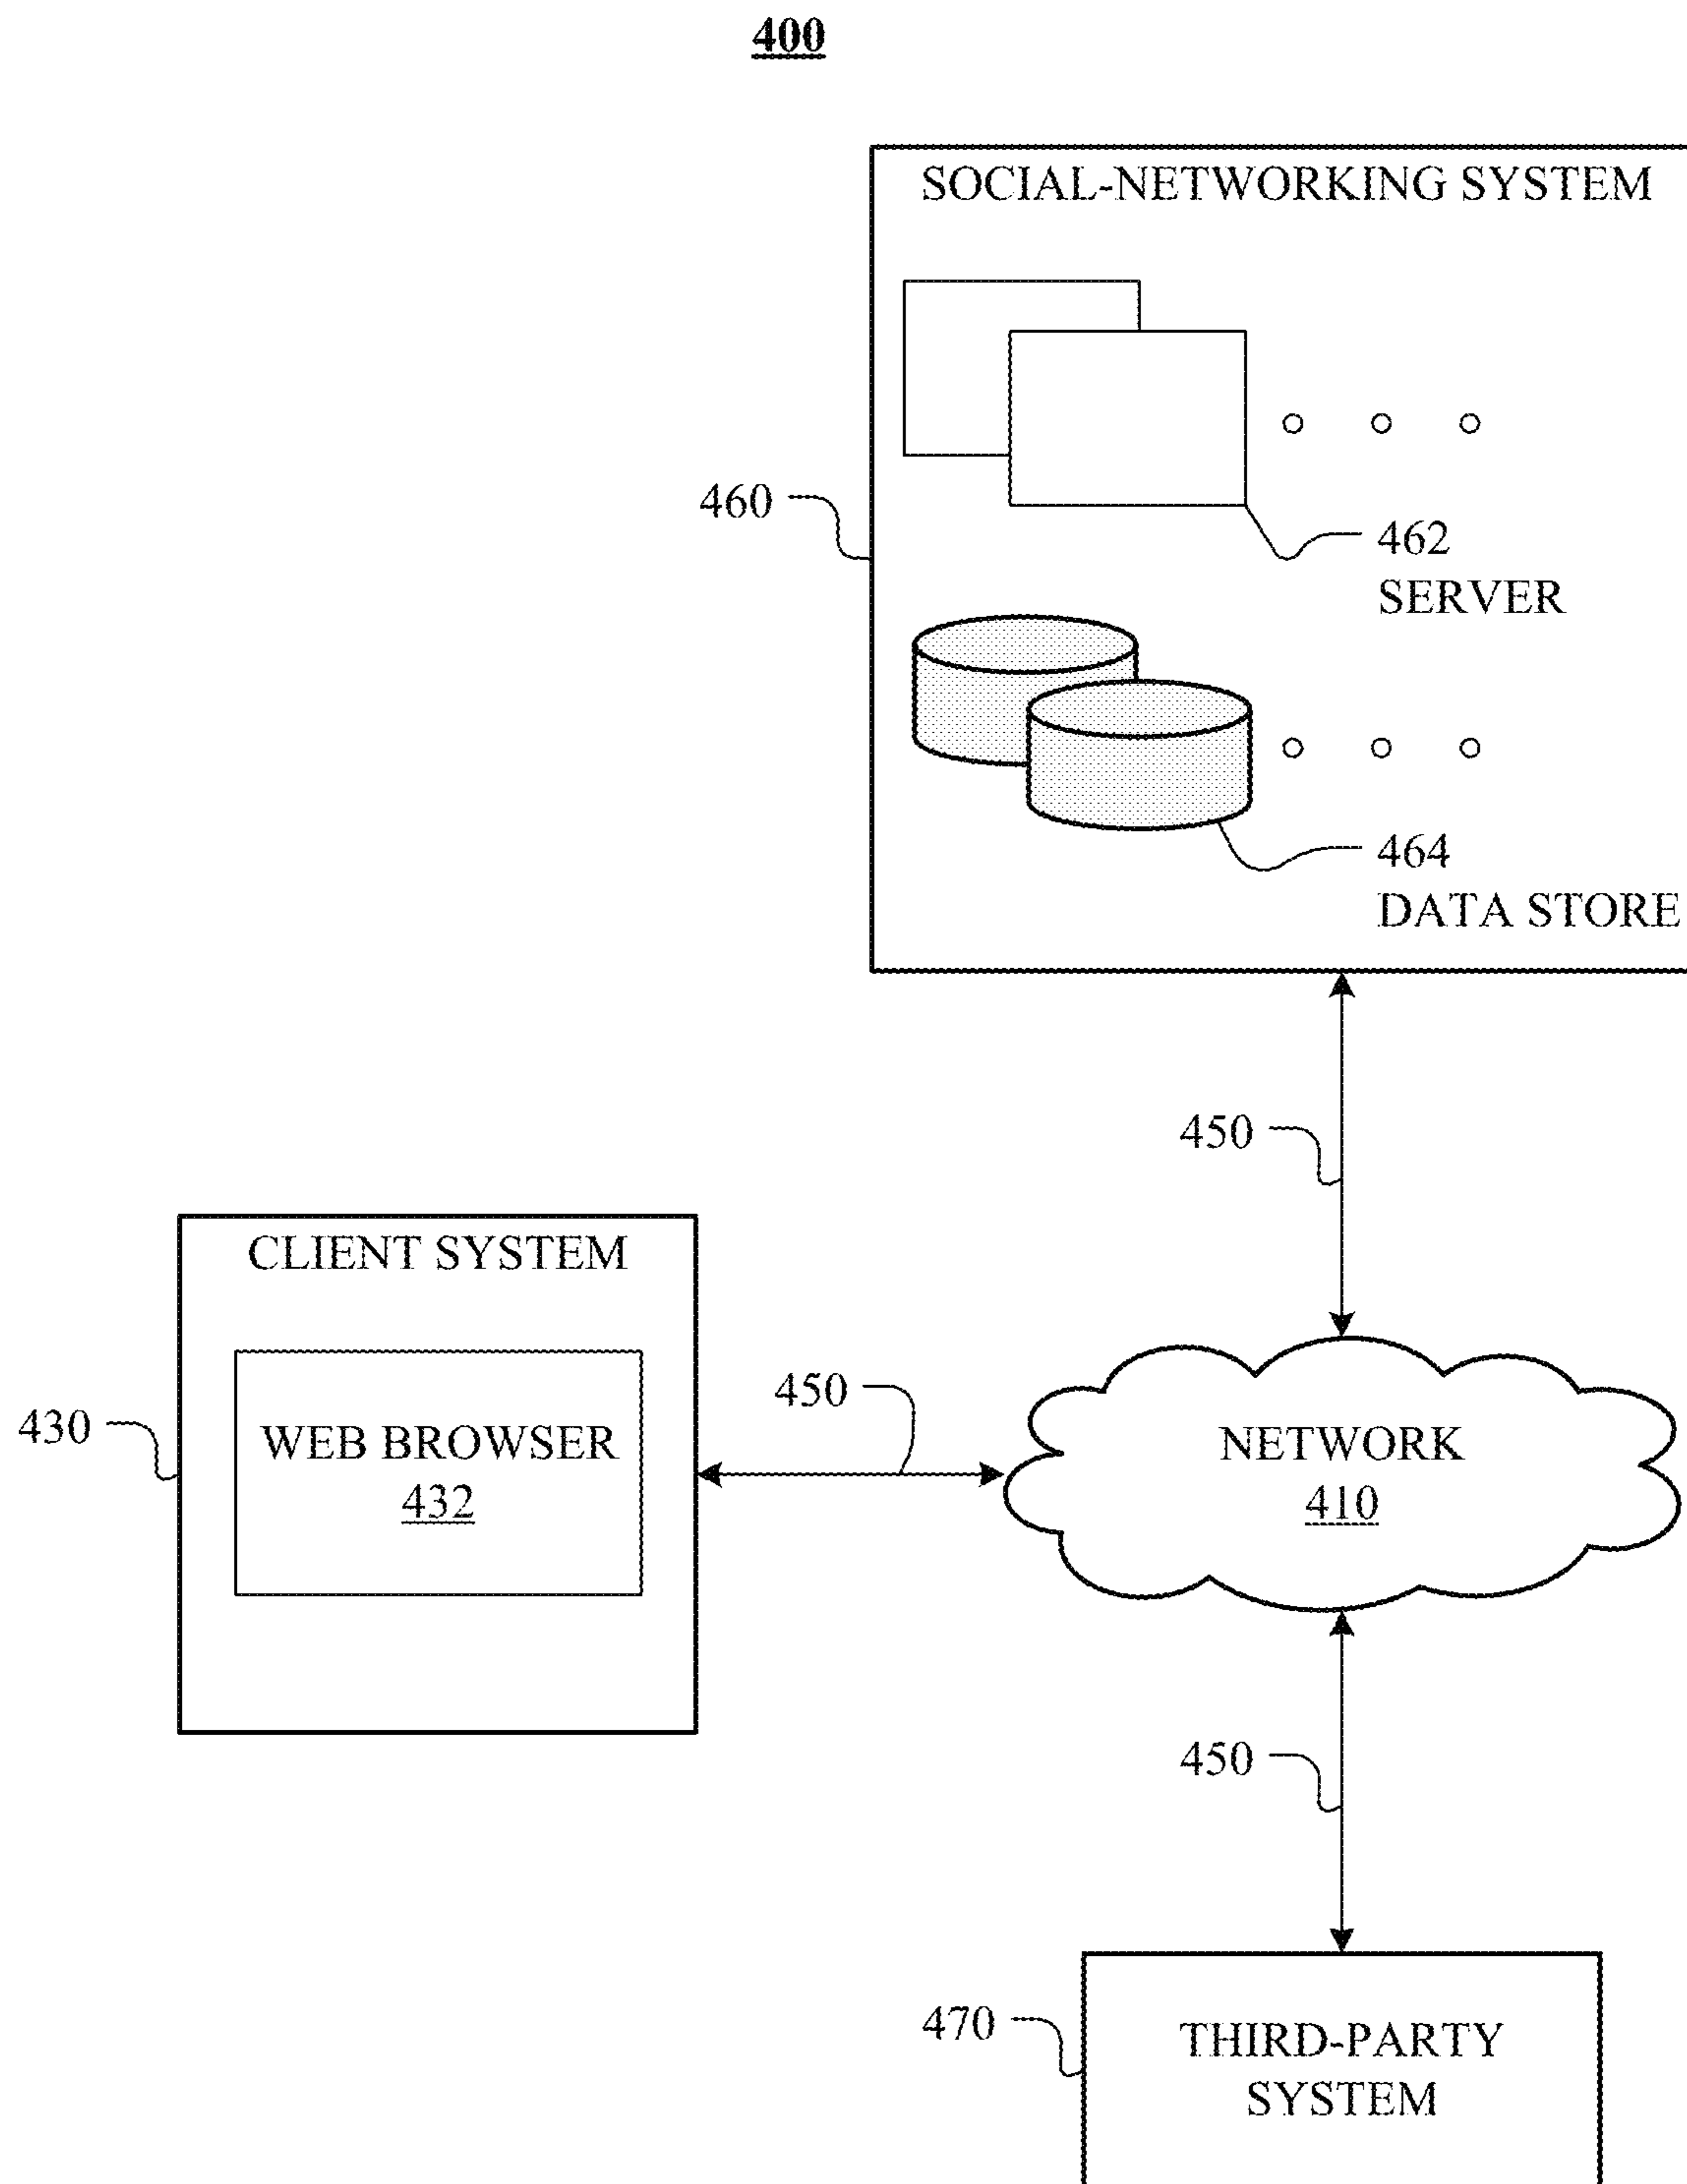 400
SOCIAL-NETWORKING SYSTEM
460
462
SERVER
464
DATA STORE
450
CLIENT SYSTEM
430
WEB BROWSER
432
450
NETWORK
410
450
470
THIRD-PARTY
SYSTEM